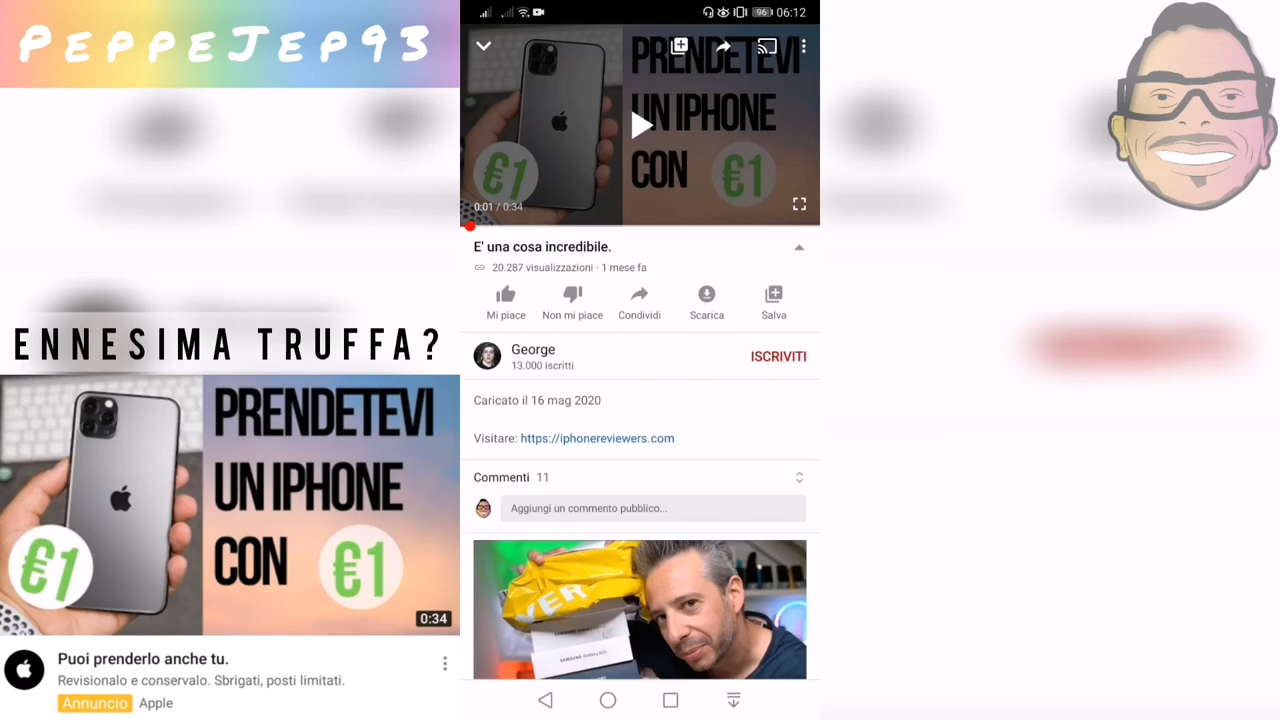 PEPPEJEP93
ENNESIMA TRUFFA?
PRENDETEVI
UN IPHONE
CON €1
€1
0:34
Puoi prenderlo anche tu.
Revisionalo e conservalo. Sbrigati, posti limitati.
Annuncio Apple
96 06:12
PRENDETEVI
UN IPHONE
CON €1
€1
0:01 / 0:34
E' una cosa incredibile.
20.287 visualizzazioni · 1 mese fa
Mi piace Non mi piace Condividi Scarica Salva
George
13.000 iscritti
ISCRIVITI
Caricato il 16 mag 2020
Visitare: https://iphonereviewers.com
Commenti 11
Aggiungi un commento pubblico...
VER